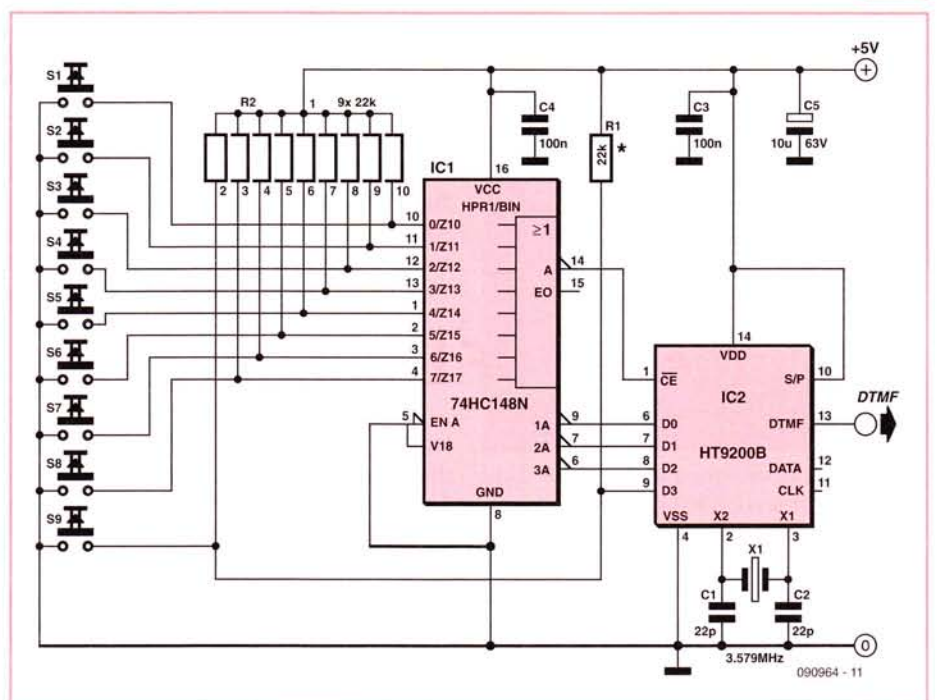 +5V
S1
S2
S3
S4
S5
S6
S7
S8
S9
R2
1
9x 22k
2
3
4
5
6
7
8
9
10
C4
100n
R1
22k
*
C3
100n
C5
10u
63V
IC1
16
VCC
HPR1/BIN
≥1
10
0/Z10
11
1/Z11
12
2/Z12
13
3/Z13
1
4/Z14
2
5/Z15
3
6/Z16
4
7/Z17
A
14
EO
15
74HC148N
5
EN A
V18
1A
9
2A
7
3A
6
GND
8
14
VDD
1
CE
S/P
10
IC2
6
D0
DTMF
13
DTMF
7
D1
HT9200B
8
D2
DATA
12
9
D3
CLK
11
VSS
X2
X1
4
2
3
X1
C1
22p
C2
22p
3.579MHz
0
090964 - 11